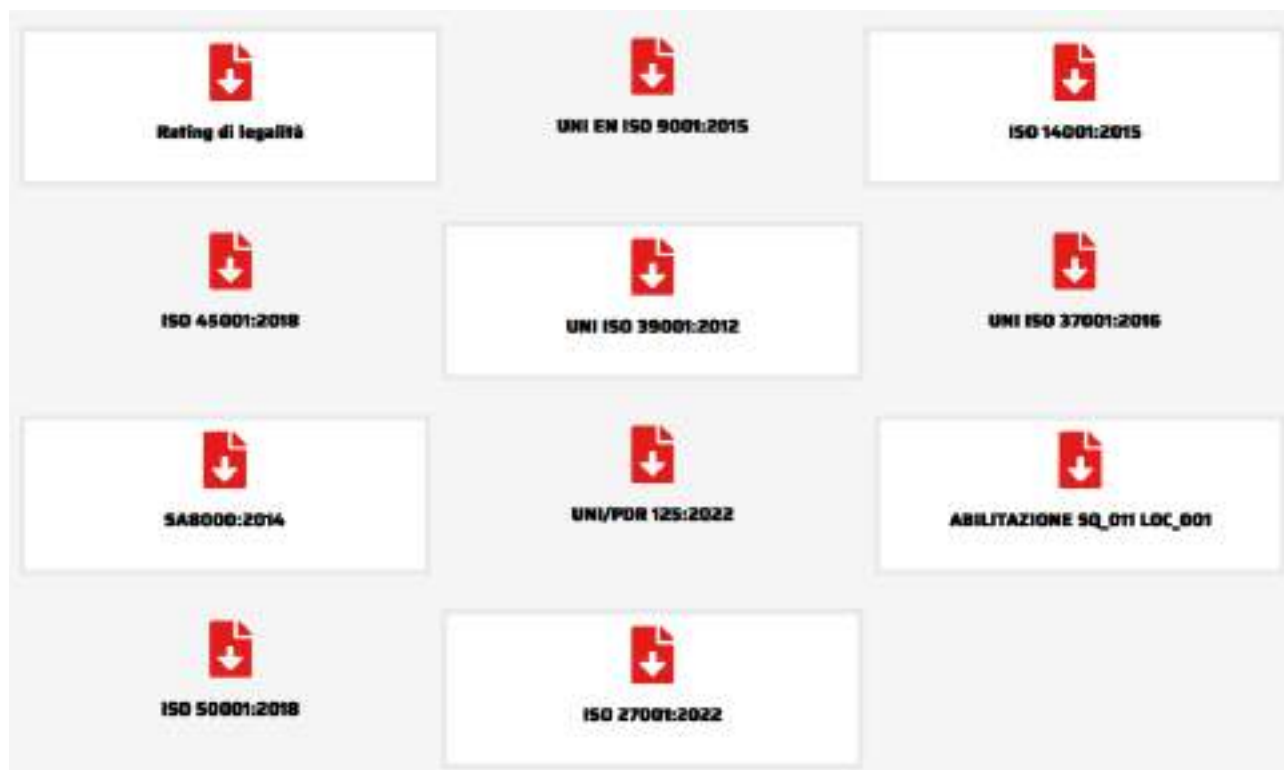 Rating di legalità
UNI EN ISO 9001:2015
ISO 14001:2015
ISO 45001:2018
UNI ISO 39001:2012
UNI ISO 37001:2016
SA8000:2014
UNI/PDR 125:2022
ABILITAZIONE SQ_011 LOC_001
ISO 50001:2018
ISO 27001:2022